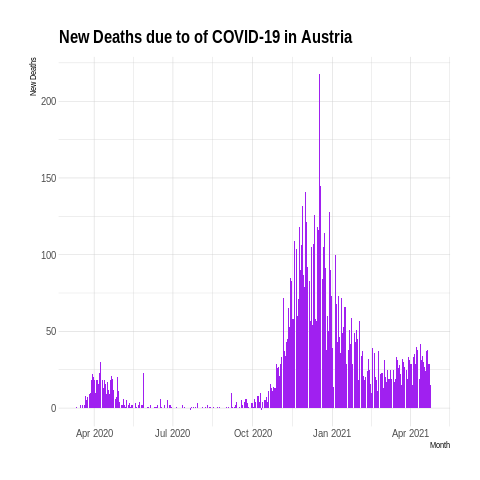 New Deaths due to of COVID-19 in Austria
New Deaths
200
150
100
50
0
Apr 2020 Jul 2020 Oct 2020 Jan 2021 Apr 2021
Month